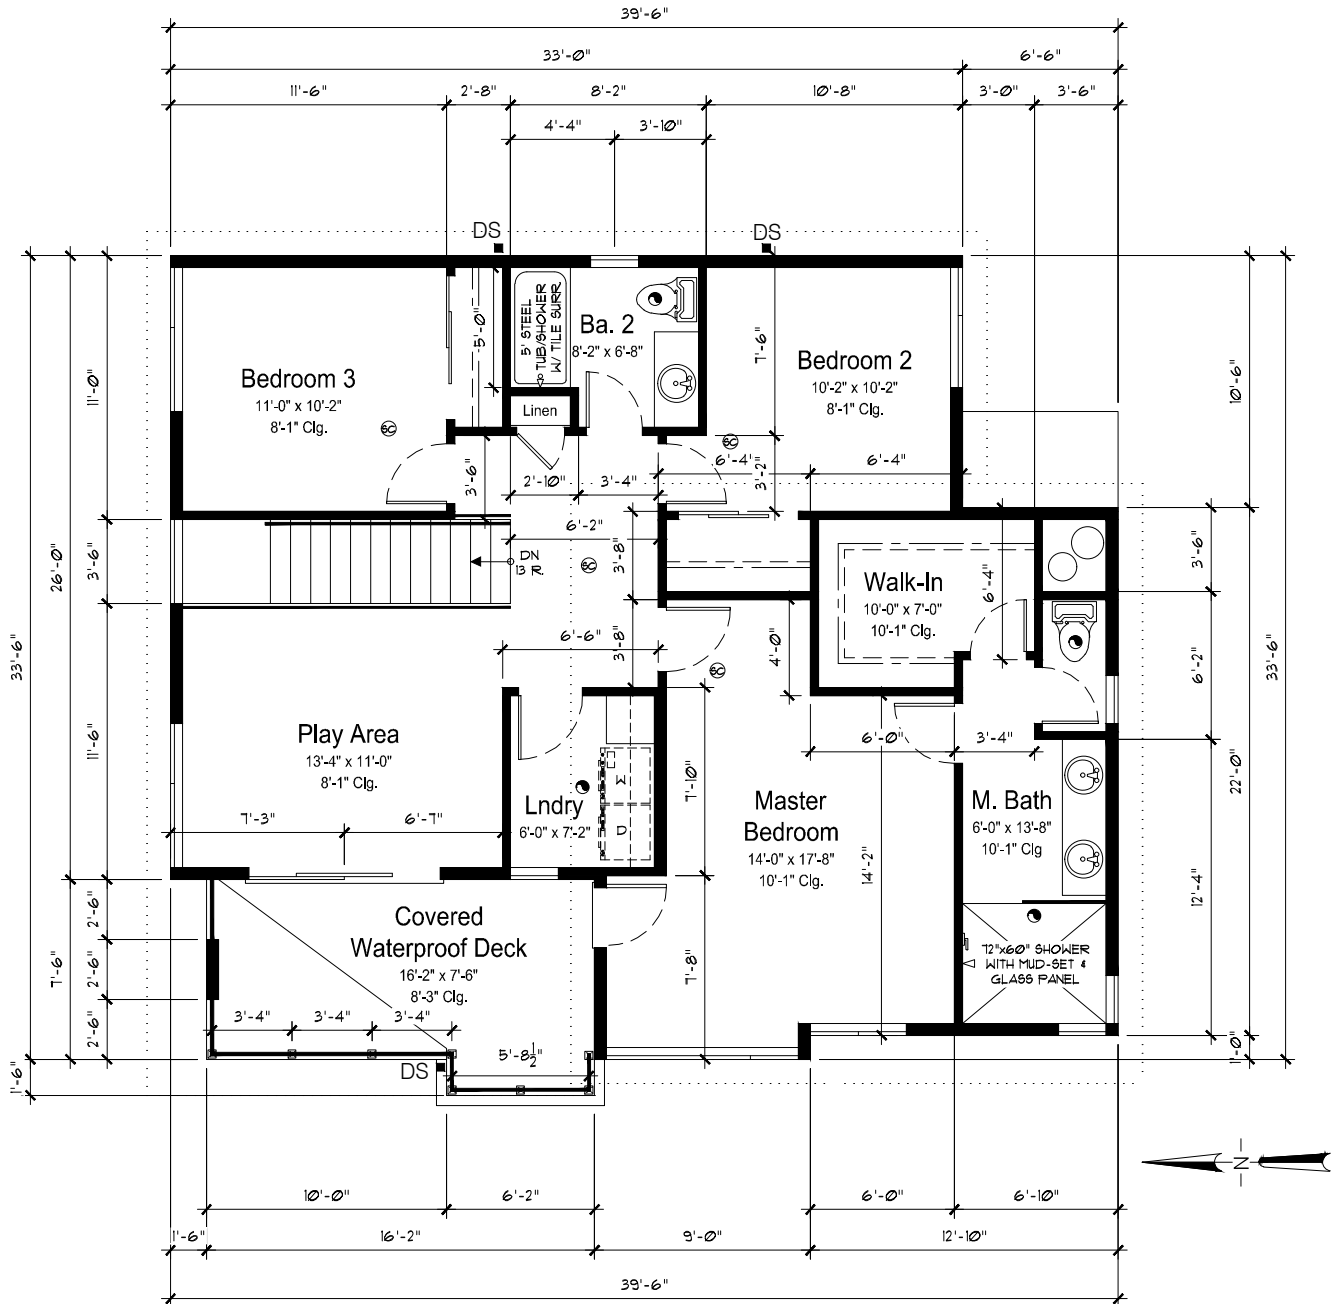 39'-6"
33'-0" 6'-6"
11'-6" 2'-8" 8'-2" 10'-8" 3'-0" 3'-6"
4'-4" 3'-10"
DS DS
5' STEEL
TUB/SHOWER
W/ TILE SURR.
5'-0"
Ba. 2
8'-2" x 6'-8"
7'-6"
Bedroom 3
11'-0" x 10'-2"
8'-1" Clg.
SC
Bedroom 2
10'-2" x 10'-2"
8'-1" Clg.
SC
11'-0"
10'-6"
Linen
3'-6"
6'-4" 6'-4"
3'-2"
2'-10" 3'-4"
6'-2"
DN
13 R.
SC
3'-8"
26'-0"
3'-6"
Walk-In
10'-0" x 7'-0"
10'-1" Clg.
6'-4"
3'-6"
33'-6"
6'-6"
3'-8"
SC
4'-0"
6'-2"
33'-6"
11'-6"
Play Area
13'-4" x 11'-0"
8'-1" Clg.
6'-0" 3'-4"
22'-0"
7'-3" 6'-7"
W
D
Lndry
6'-0" x 7'-2"
7'-10"
Master
Bedroom
14'-0" x 17'-8"
10'-1" Clg.
14'-2"
M. Bath
6'-0" x 13'-8"
10'-1" Clg
12'-4"
7'-6"
2'-6"
2'-6"
2'-6"
Covered
Waterproof Deck
16'-2" x 7'-6"
8'-3" Clg.
7'-8"
72"x60" SHOWER
WITH MUD-SET &
GLASS PANEL
3'-4" 3'-4" 3'-4"
5'-8 1/2"
DS
1'-6"
1'-0"
N
10'-0" 6'-2" 6'-0" 6'-10"
1'-6" 16'-2" 9'-0" 12'-10"
39'-6"